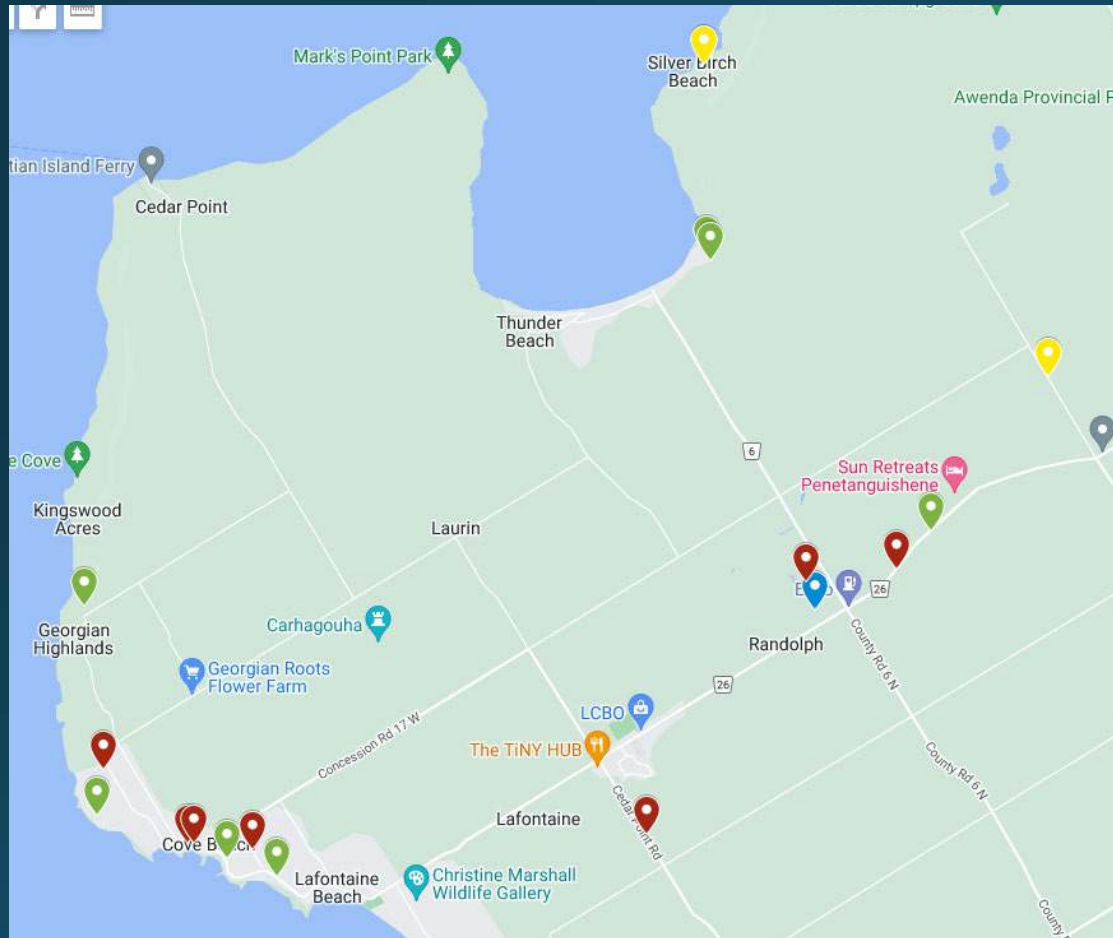 Mark's Point Park
Silver Birch
Beach
Awenda Provincial P
tian Island Ferry
Cedar Point
Thunder
Beach
6
e Cove
Sun Retreats
Penetanguishene
Kingswood
Acres
Laurin
26
Carhagouha
Georgian
Highlands
Randolph
County Rd 6 N
Georgian Roots
Flower Farm
26
LCBO
Concession Rd 17 W
The TiNY HUB
County Rd 6 N
Cedar Point Rd
Lafontaine
Cove B
Lafontaine
Beach
Christine Marshall
Wildlife Gallery
County